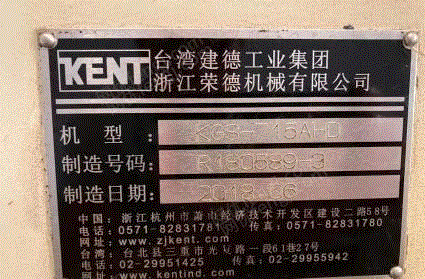 KENT 台湾建德工业集团
浙江荣德机械有限公司
机 型: KGS-715AHD
制造号码: R180689-3
制造日期: 2018.06
中国:浙江杭州市萧山经济技术开发区建设二路58号
电话:0571-82831781 传真:0571-82831780
网址:www.zjkent.com
台湾:台北县三重市光复路一段61巷27号
电话:02-29951425 传真:02-29955942
网址:www.kentind.com